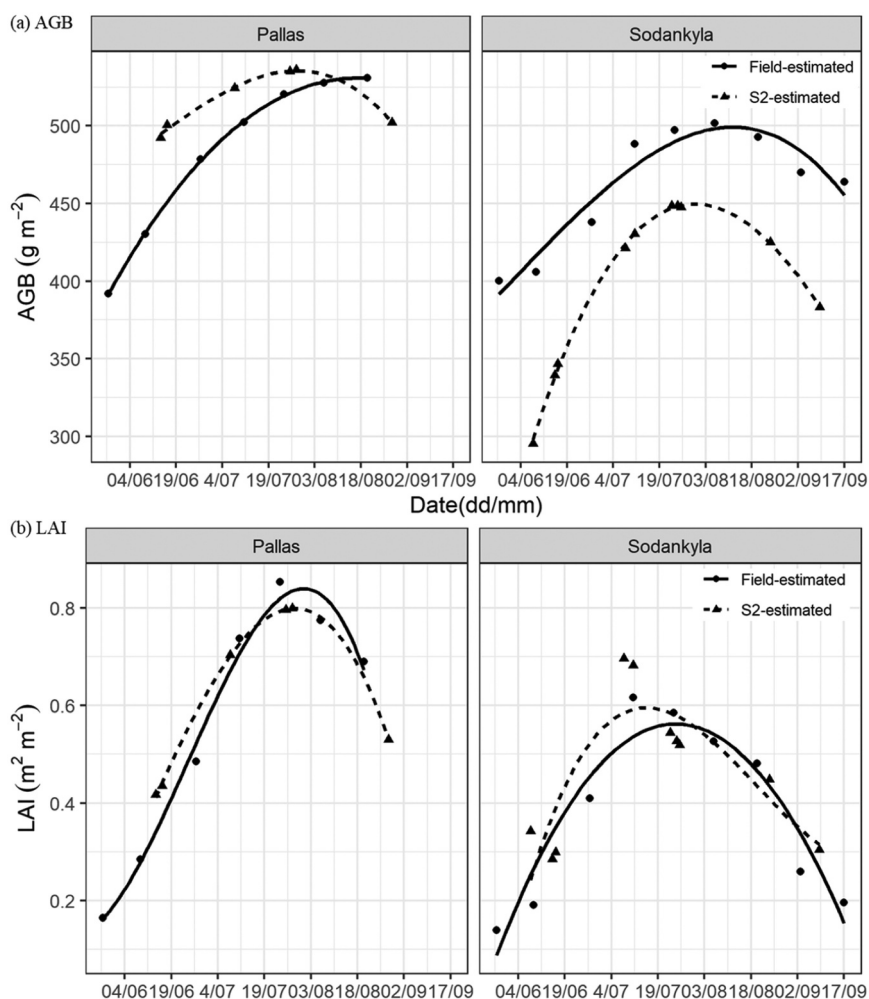 (a) AGB
Pallas
Sodankyla
Field-estimated
S2-estimated
AGB (g m−2)
500
450
400
350
300
04/06 19/06 4/07 19/07 03/08 18/08 02/09 17/09
04/06 19/06 4/07 19/07 03/08 18/08 02/09 17/09
Date(dd/mm)
(b) LAI
Pallas
Sodankyla
Field-estimated
S2-estimated
LAI (m2 m−2)
0.8
0.6
0.4
0.2
04/06 19/06 4/07 19/07 03/08 18/08 02/09 17/09
04/06 19/06 4/07 19/07 03/08 18/08 02/09 17/09